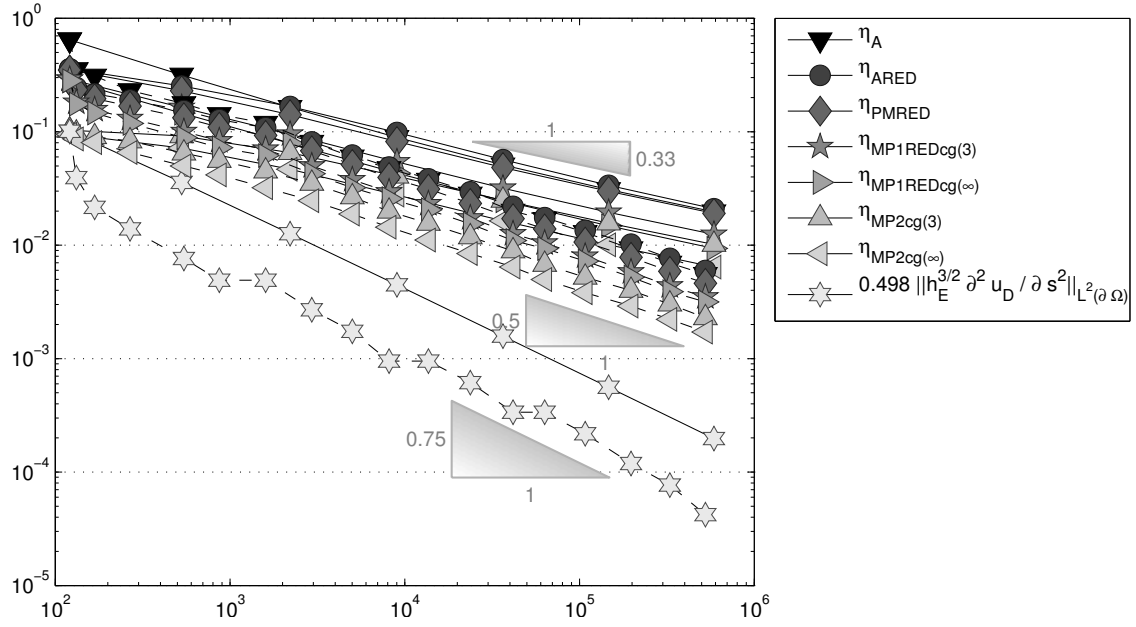 10^0
10^-1
10^-2
10^-3
10^-4
10^-5
10^2
10^3
10^4
10^5
10^6
1
0.33
0.5
1
0.75
1
η_A
η_ARED
η_PMRED
η_MP1REDcg(3)
η_MP1REDcg(∞)
η_MP2cg(3)
η_MP2cg(∞)
0.498 ||h_E^3/2 ∂^2 u_D / ∂ s^2||_L^2(∂ Ω)